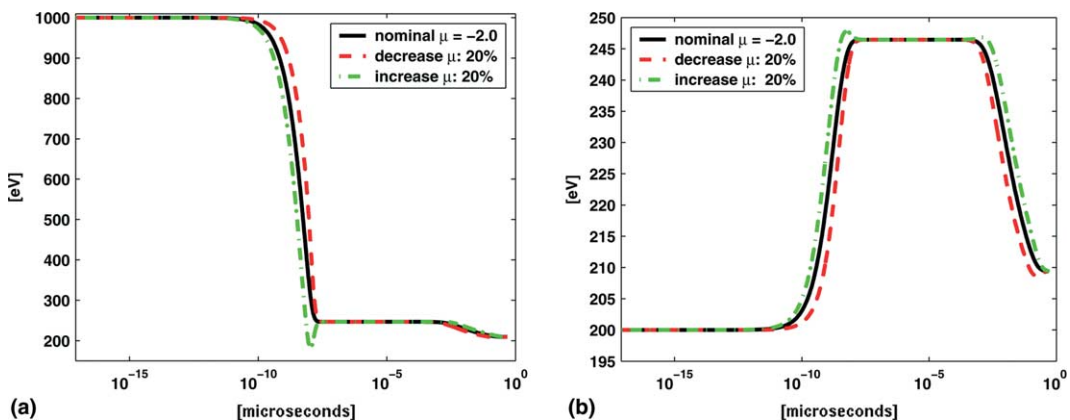 1000
900
800
700
600
500
400
300
200
[eV]
nominal μ = −2.0
decrease μ: 20%
increase μ: 20%
10^−15
10^−10
10^−5
10^0
[microseconds]
(a)
250
245
240
235
230
225
220
215
210
205
200
195
[eV]
nominal μ = −2.0
decrease μ: 20%
increase μ:  20%
10^−15
10^−10
10^−5
10^0
[microseconds]
(b)